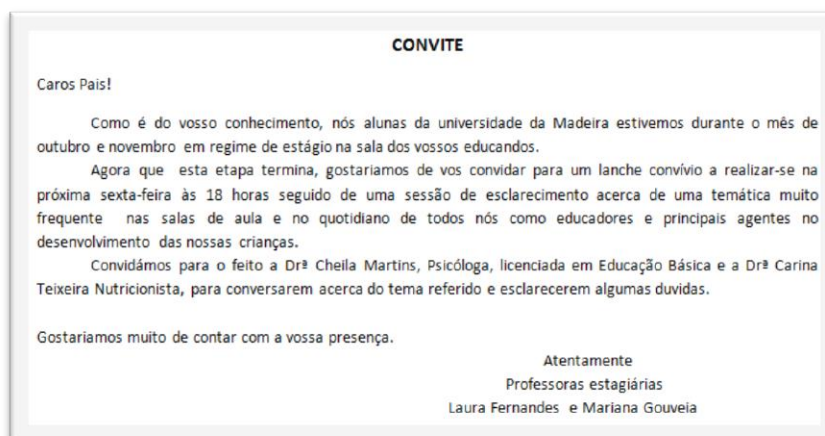 CONVITE
Caros Pais!
Como é do vosso conhecimento, nós alunas da universidade da Madeira estivemos durante o mês de
outubro e novembro em regime de estágio na sala dos vossos educandos.
Agora que esta etapa termina, gostariamos de vos convidar para um lanche convívio a realizar-se na
próxima sexta-feira às 18 horas seguido de uma sessão de esclarecimento acerca de uma temática muito
frequente nas salas de aula e no quotidiano de todos nós como educadores e principais agentes no
desenvolvimento das nossas crianças.
Convidámos para o feito a Drª Cheila Martins, Psicóloga, licenciada em Educação Básica e a Drª Carina
Teixeira Nutricionista, para conversarem acerca do tema referido e esclarecerem algumas duvidas.
Gostariamos muito de contar com a vossa presença.
Atentamente
Professoras estagiárias
Laura Fernandes e Mariana Gouveia